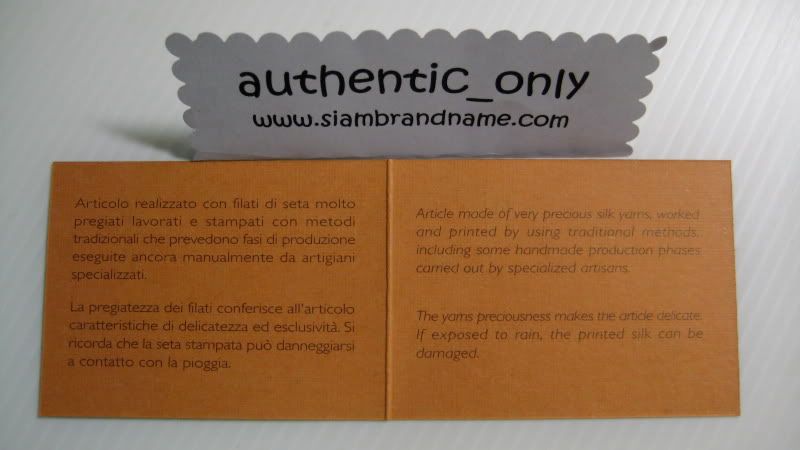 authentic_only
www.siambrandname.com
Articolo realizzato con filati di seta molto
pregiati lavorati e stampati con metodi
tradizionali che prevedono fasi di produzione
eseguite ancora manualmente da artigiani
specializzati.
La pregiatezza dei filati conferisce all'articolo
caratteristiche di delicatezza ed esclusività. Si
ricorda che la seta stampata può danneggiarsi
a contatto con la pioggia.
Article made of very precious silk yarns, worked
and printed by using traditional methods,
including some handmade production phases
carried out by specialized artisans.
The yarns preciousness makes the article delicate.
If exposed to rain, the printed silk can be
damaged.